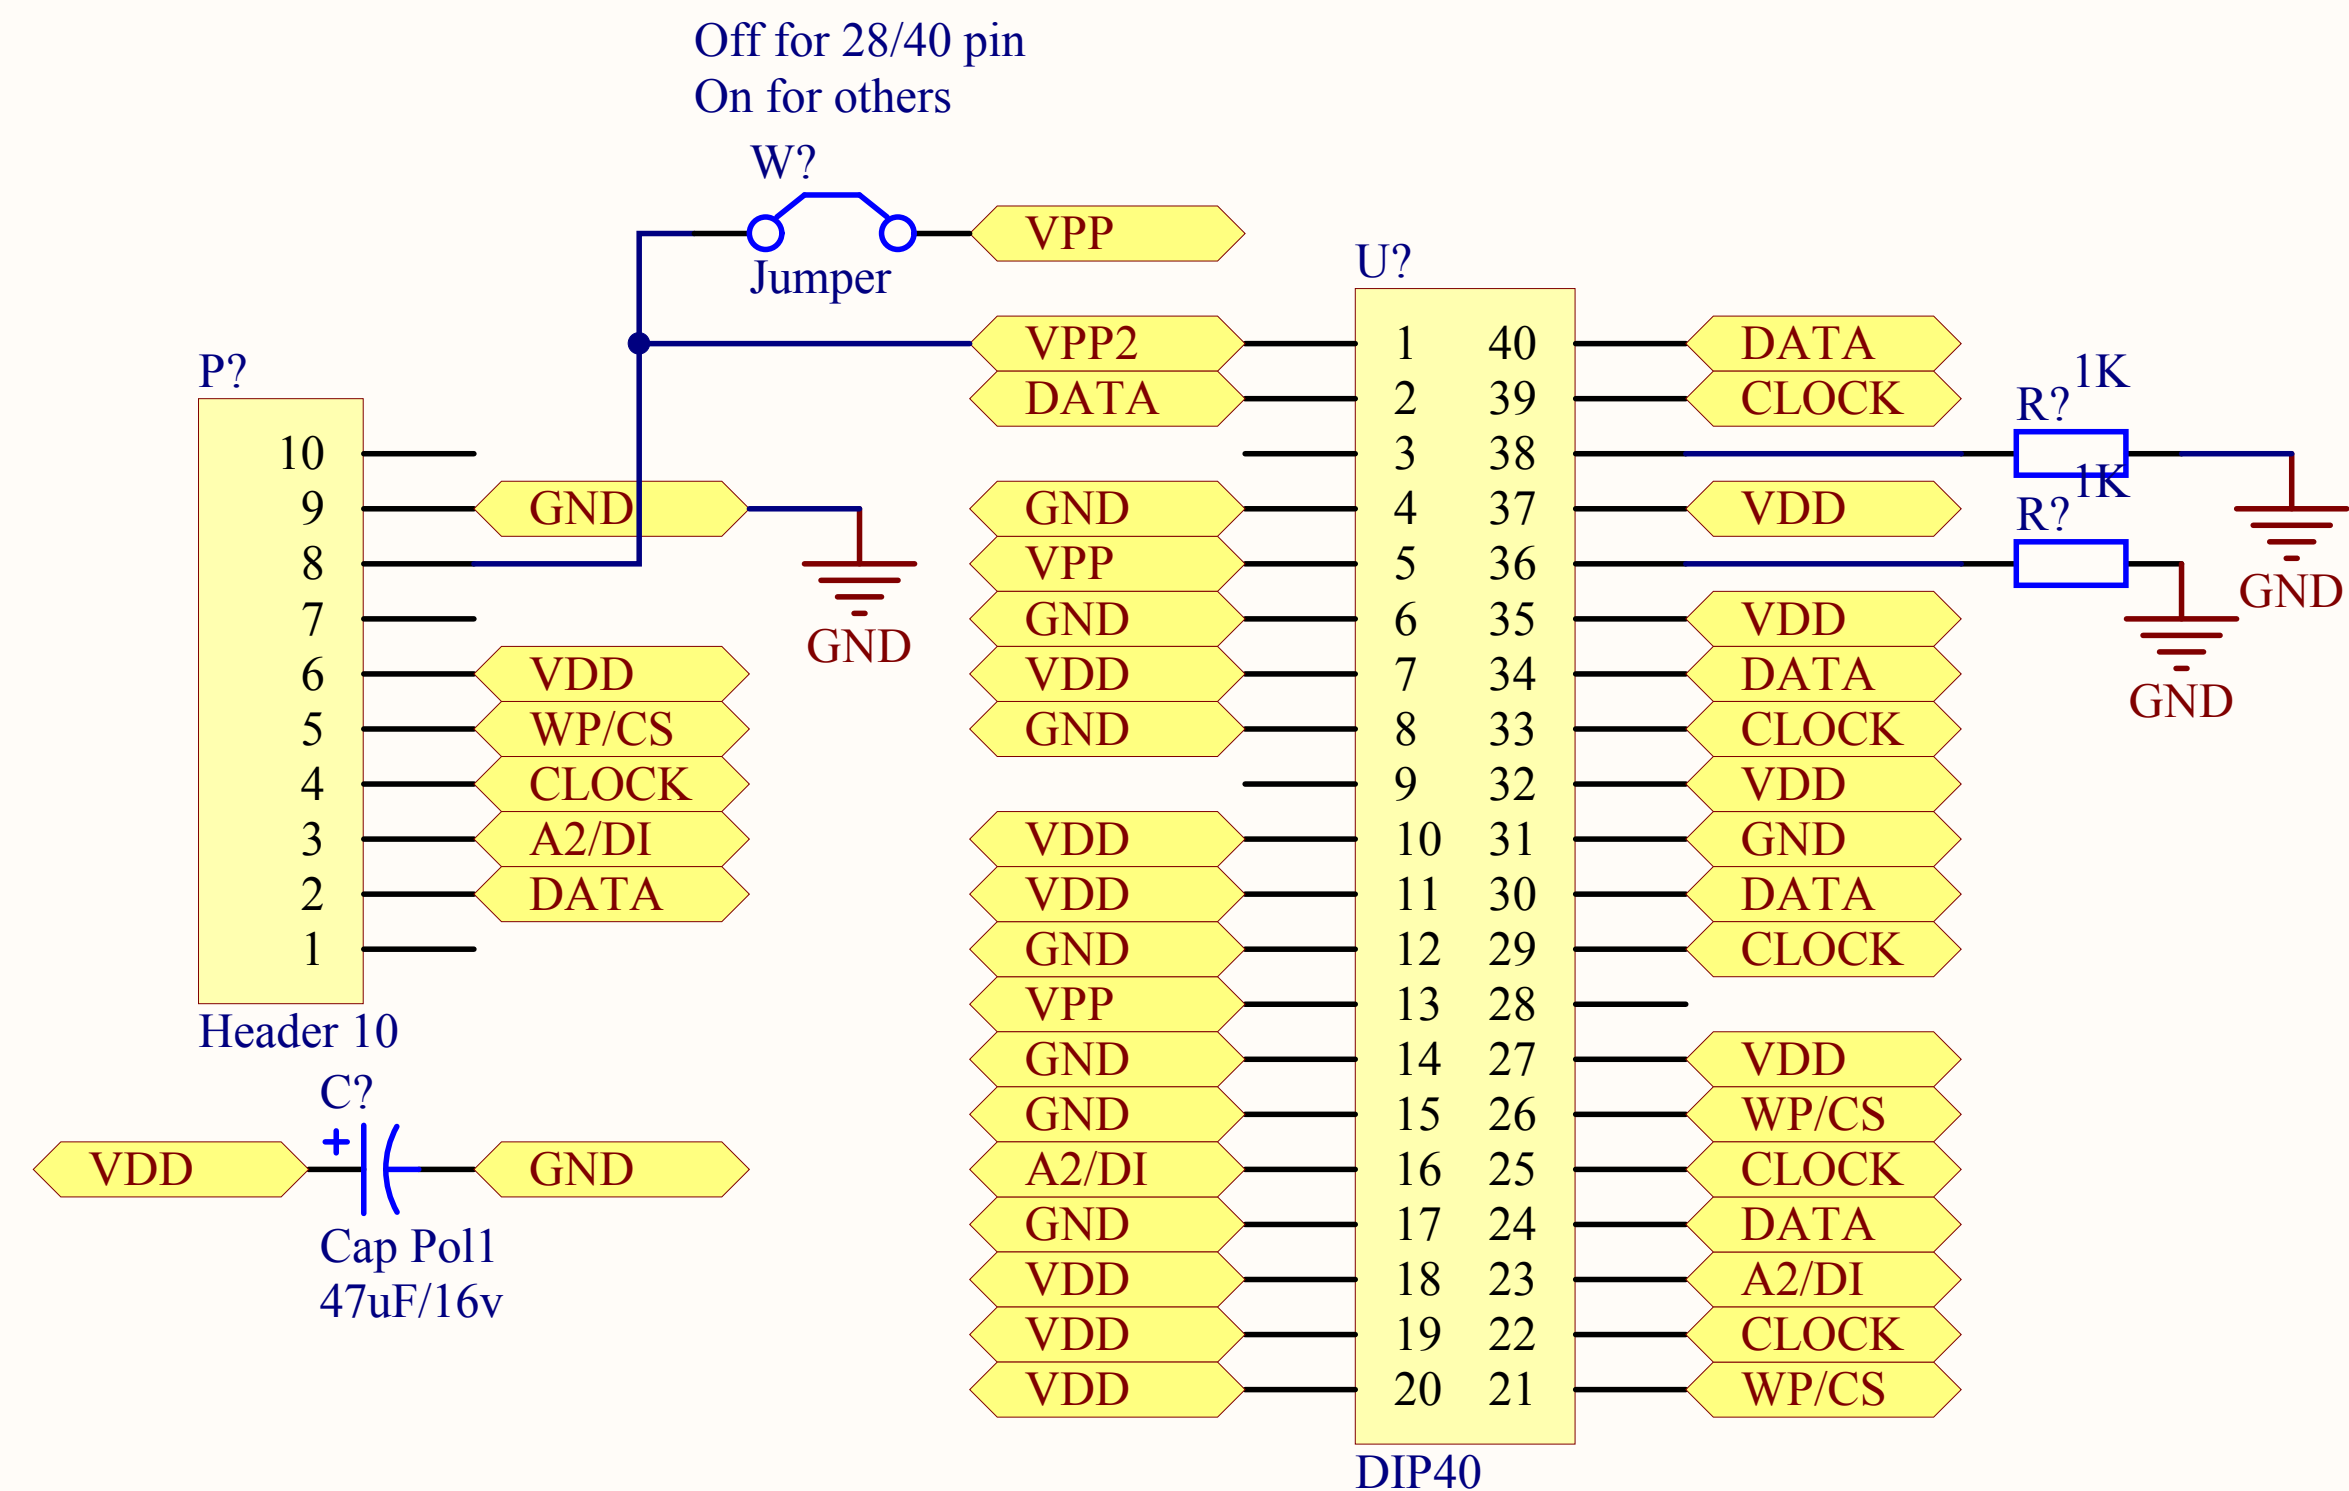 Off for 28/40 pin
On for others
W?
VPP
Jumper
U?
VPP2 1 40 DATA
P? 1K
DATA 2 39 CLOCK R?
10 3 38
1K
9 GND GND 4 37 VDD R?
8 VPP 5 36
GND
7 GND 6 35 VDD
GND
6 VDD VDD 7 34 DATA
GND
5 WP/CS GND 8 33 CLOCK
4 CLOCK 9 32 VDD
3 A2/DI VDD 10 31 GND
2 DATA VDD 11 30 DATA
1 GND 12 29 CLOCK
VPP 13 28
Header 10
GND 14 27 VDD
C?
GND 15 26 WP/CS
+
VDD GND A2/DI 16 25 CLOCK
GND 17 24 DATA
Cap Pol1
VDD 18 23 A2/DI
47uF/16v
VDD 19 22 CLOCK
VDD 20 21 WP/CS
DIP40